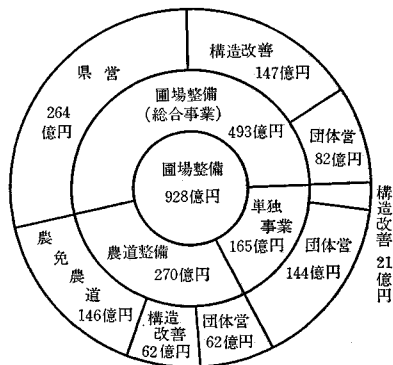 圃場整備
928億円
圃場整備
(総合事業)
493億円
単独
事業
165億円
農道整備
270億円
県営
264
億円
構造改善
147億円
団体営
82億円
構造改善 21億円
団体営
144億円
団体営
62億円
構造
改善
62億円
農免農道
146億円